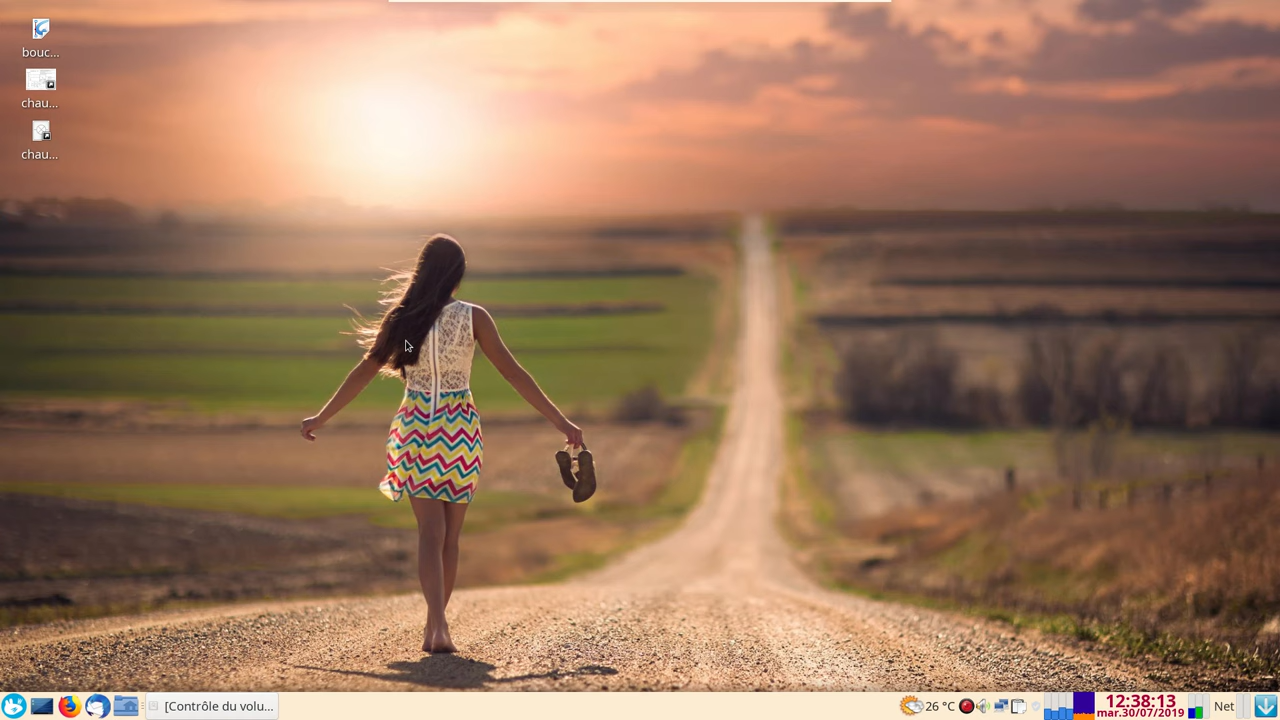 bouc...
chau...
chau...
[Contrôle du volu...
26 °C
12:38:13
mar.30/07/2019
Net